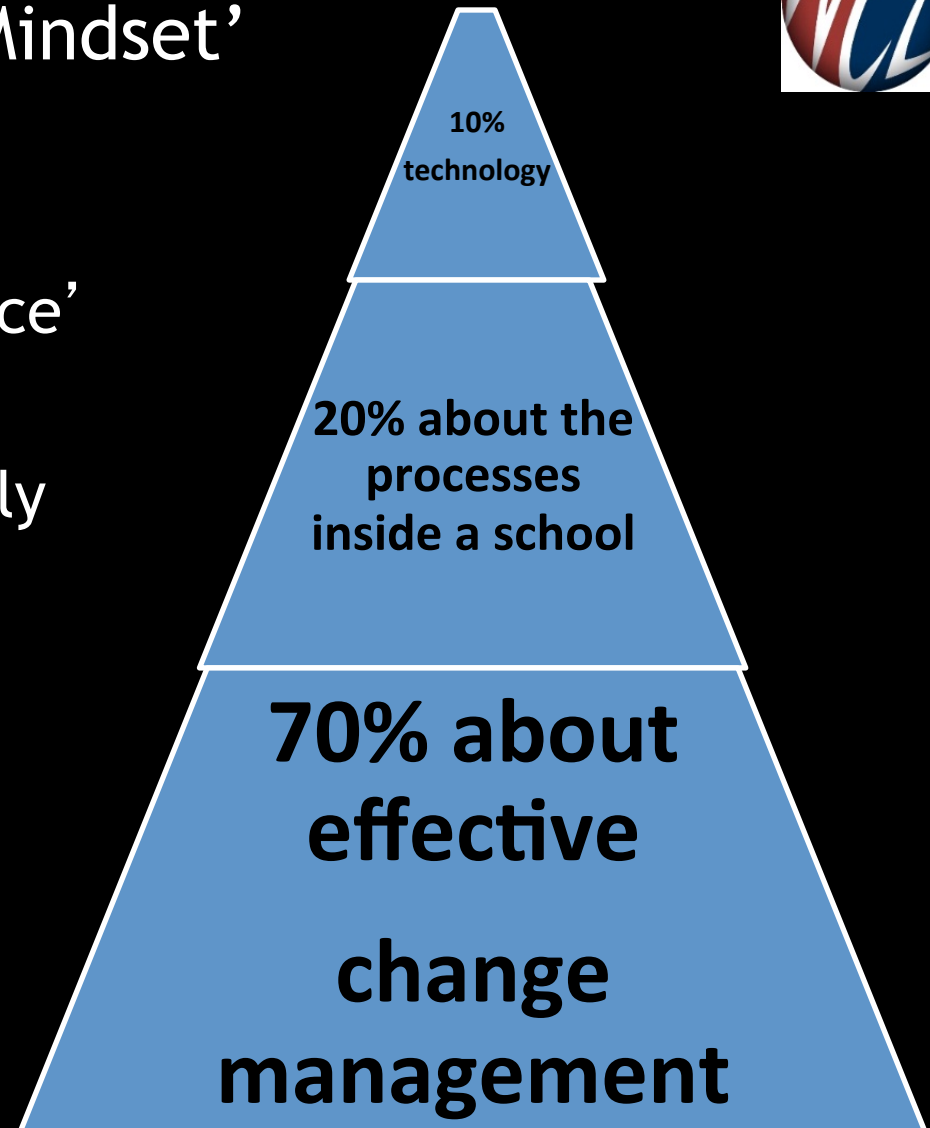 Mindset’
10%
technology
ce’
20% about the
processes
ly
inside a school
70% about
effective
change
management